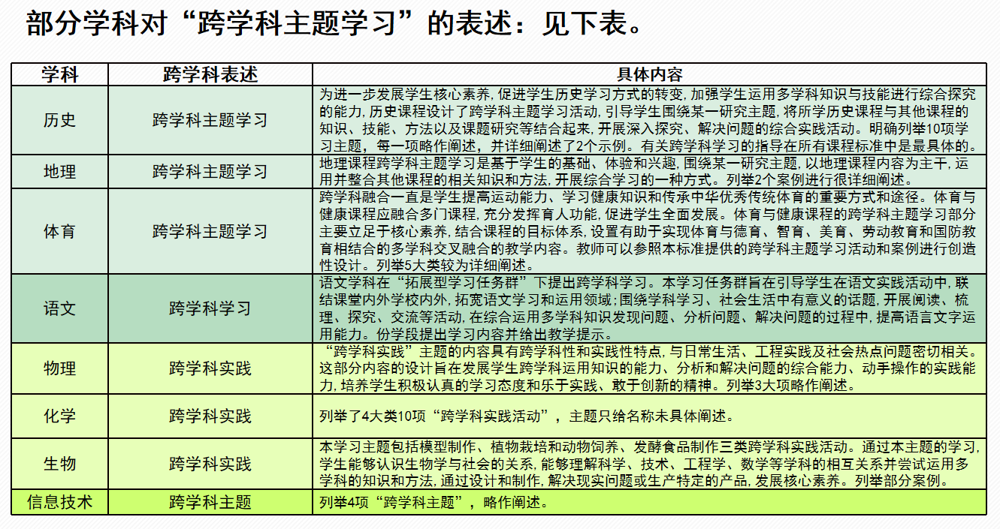 部分学科对“跨学科主题学习”的表述：见下表。
学科
跨学科表述
具体内容
历史
跨学科主题学习
为进一步发展学生核心素养,促进学生历史学习方式的转变,加强学生运用多学科知识与技能进行综合探究
的能力,历史课程设计了跨学科主题学习活动,引导学生围绕某一研究主题,将所学历史课程与其他课程的
知识、技能、方法以及课题研究等结合起来,开展深入探究、解决问题的综合实践活动。明确列举10项学
习主题，每一项略作阐述，并详细阐述了2个示例。有关跨学科学习的指导在所有课程标准中是最具体的。
地理
跨学科主题学习
地理课程跨学科主题学习是基于学生的基础、体验和兴趣,围绕某一研究主题,以地理课程内容为主干,运
用并整合其他课程的相关知识和方法,开展综合学习的一种方式。列举2个案例进行很详细阐述。
体育
跨学科主题学习
跨学科融合一直是学生提高运动能力、学习健康知识和传承中华优秀传统体育的重要方式和途径。体育与
健康课程应融合多门课程,充分发挥育人功能,促进学生全面发展。体育与健康课程的跨学科主题学习部分
主要立足于核心素养,结合课程的目标体系,设置有助于实现体育与德育、智育、美育、劳动教育和国防教
育相结合的多学科交叉融合的教学内容。教师可以参照本标准提供的跨学科主题学习活动和案例进行创造
性设计。列举5大类较为详细阐述。
语文
跨学科学习
语文学科在“拓展型学习任务群”下提出跨学科学习。本学习任务群旨在引导学生在语文实践活动中,联
结课堂内外学校内外,拓宽语文学习和运用领域;围绕学科学习、社会生活中有意义的话题,开展阅读、梳
理、探究、交流等活动,在综合运用多学科知识发现问题、分析问题、解决问题的过程中,提高语言文字运
用能力。份学段提出学习内容并给出教学提示。
物理
跨学科实践
“跨学科实践”主题的内容具有跨学科性和实践性特点,与日常生活、工程实践及社会热点问题密切相关。
这部分内容的设计旨在发展学生跨学科运用知识的能力、分析和解决问题的综合能力、动手操作的实践能
力,培养学生积极认真的学习态度和乐于实践、敢于创新的精神。列举3大项略作阐述。
化学
跨学科实践
列举了4大类10项“跨学科实践活动”，主题只给名称未具体阐述。
生物
跨学科实践
本学习主题包括模型制作、植物栽培和动物饲养、发酵食品制作三类跨学科实践活动。通过本主题的学习,
学生能够认识生物学与社会的关系,能够理解科学、技术、工程学、数学等学科的相互关系并尝试运用多
学科的知识和方法,通过设计和制作,解决现实问题或生产特定的产品,发展核心素养。列举部分案例。
信息技术
跨学科主题
列举4项“跨学科主题”，略作阐述。